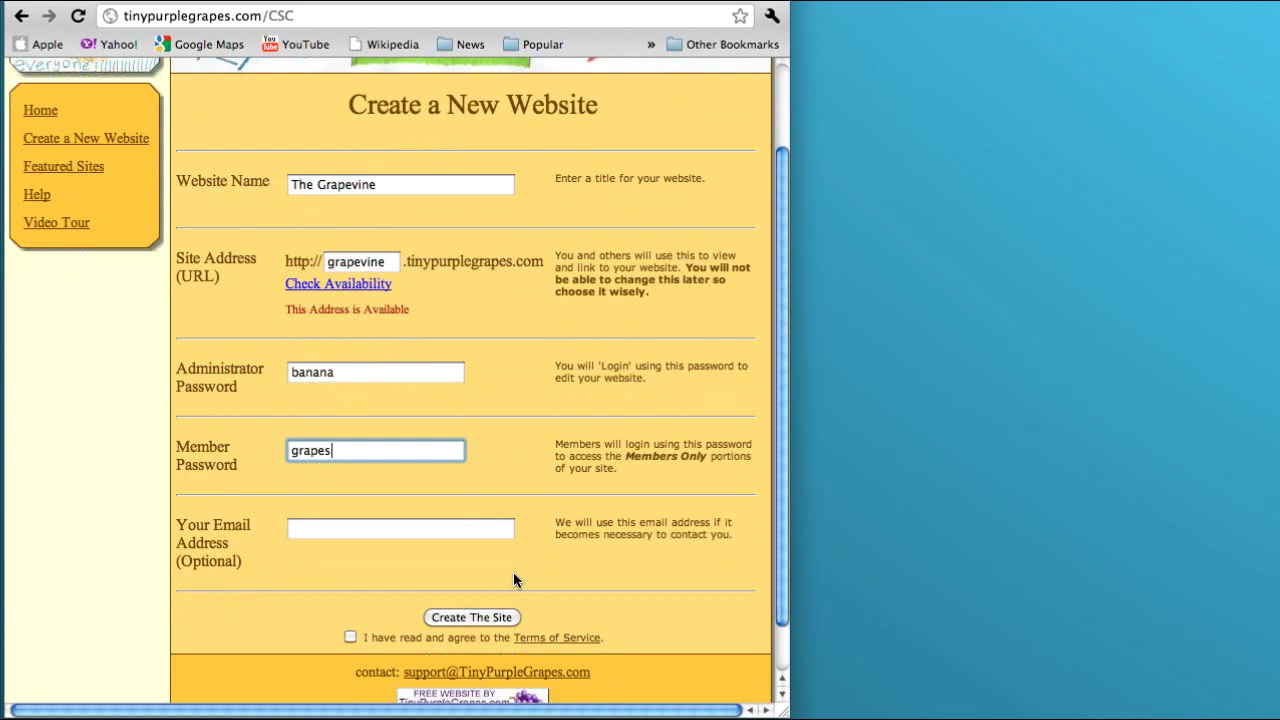 tinypurplegrapes.com/CSC
Apple Yahoo! Google Maps YouTube Wikipedia News Popular » Other Bookmarks
everyone
Home
Create a New Website
Featured Sites
Help
Video Tour
Create a New Website
Website Name
The Grapevine
Enter a title for your website.
Site Address
(URL)
http:// grapevine .tinypurplegrapes.com
Check Availability
This Address is Available
You and others will use this to view
and link to your website. You will not
be able to change this later so
choose it wisely.
Administrator
Password
banana
You will 'Login' using this password to
edit your website.
Member
Password
grapes
Members will login using this password
to access the Members Only portions
of your site.
Your Email
Address
(Optional)
We will use this email address if it
becomes necessary to contact you.
Create The Site
I have read and agree to the Terms of Service.
contact: support@TinyPurpleGrapes.com
FREE WEBSITE BY
TinyPurpleGrapes.com